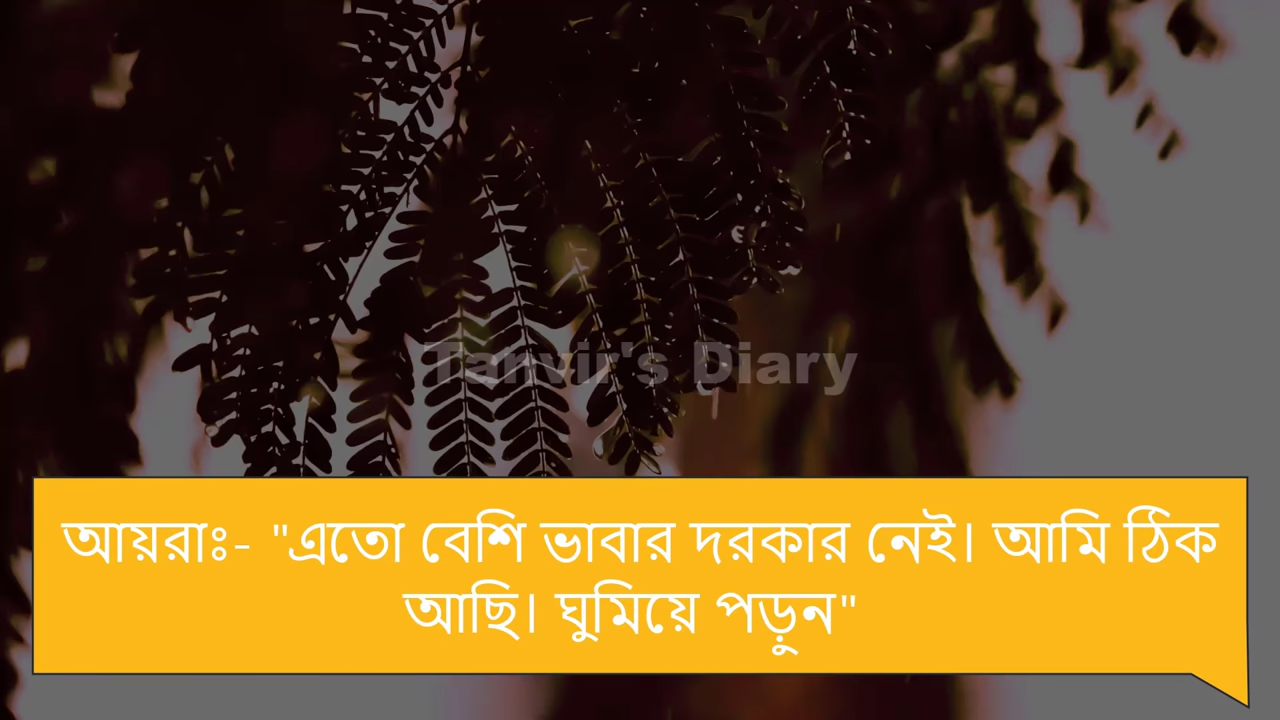 Tanvir's Diary
আয়রাঃ- "এতো বেশি ভাবার দরকার নেই। আমি ঠিক
আছি। ঘুমিয়ে পড়ুন"